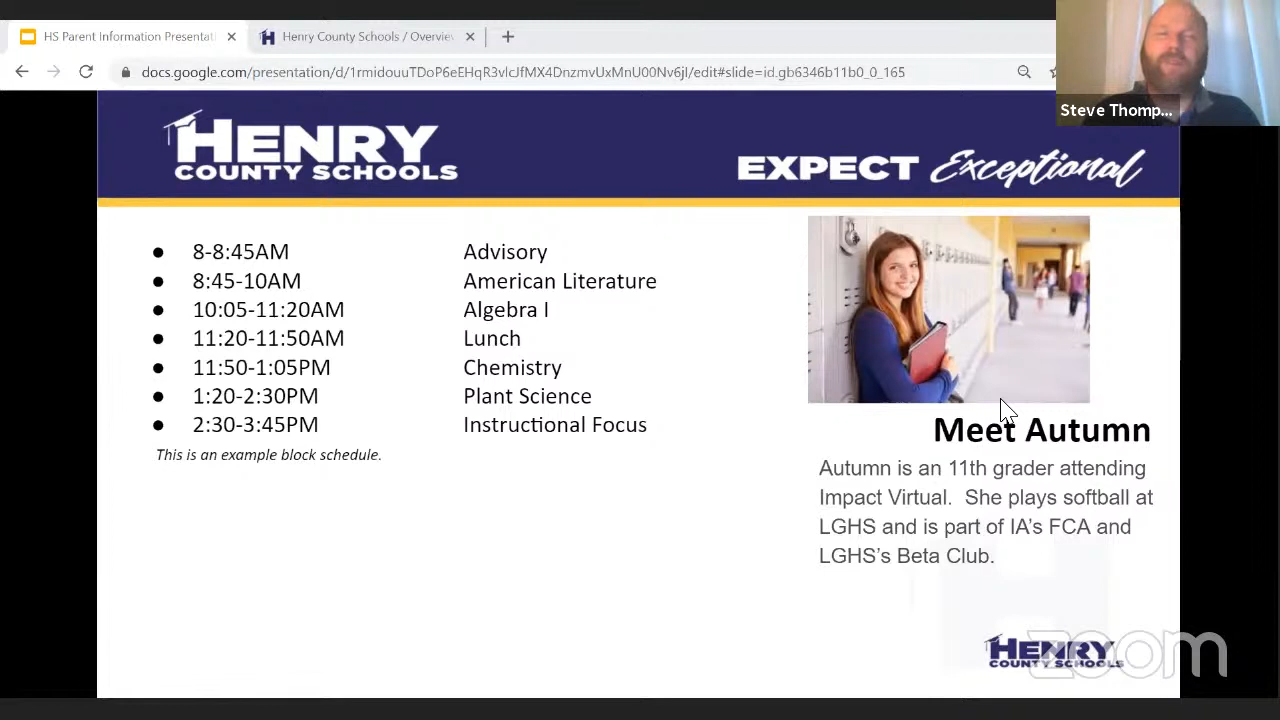 HS Parent Information Presentat
Henry County Schools / Overvie
docs.google.com/presentation/d/1rmidouuTDoP6eEHqR3vlcJfMX4DnzmvUxMnU00Nv6jI/edit#slide=id.gb6346b11b0_0_165
Steve Thomp...
HENRY
COUNTY SCHOOLS
EXPECT Exceptional
● 8-8:45AM Advisory
● 8:45-10AM American Literature
● 10:05-11:20AM Algebra I
● 11:20-11:50AM Lunch
● 11:50-1:05PM Chemistry
● 1:20-2:30PM Plant Science
● 2:30-3:45PM Instructional Focus
This is an example block schedule.
Meet Autumn
Autumn is an 11th grader attending
Impact Virtual. She plays softball at
LGHS and is part of IA's FCA and
LGHS's Beta Club.
HENRY
COUNTY SCHOOLS
zoom